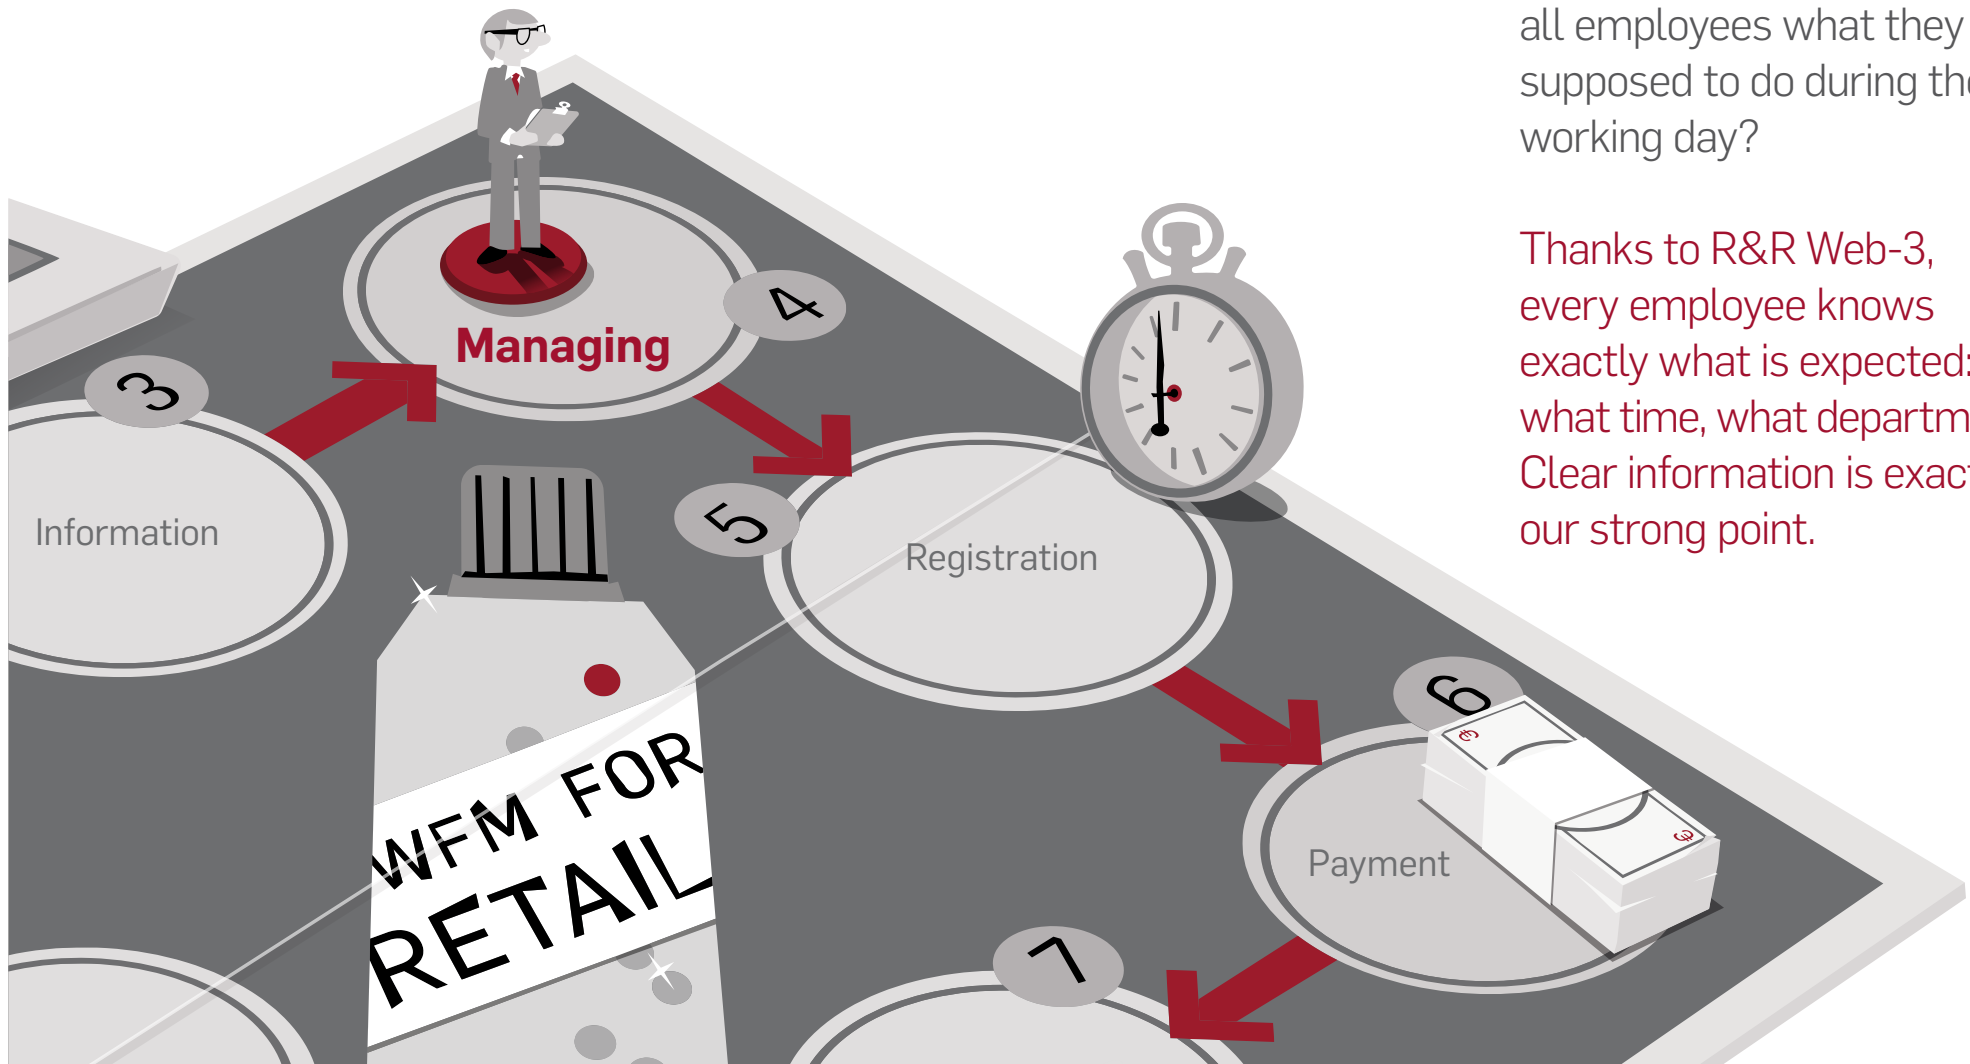 all employees what they
supposed to do during the
working day?
Thanks to R&R Web-3,
every employee knows
exactly what is expected:
what time, what departm
Clear information is exact
our strong point.
4
Managing
3
Information
5
Registration
6
Payment
7
WFM FOR
RETAIL
€
€